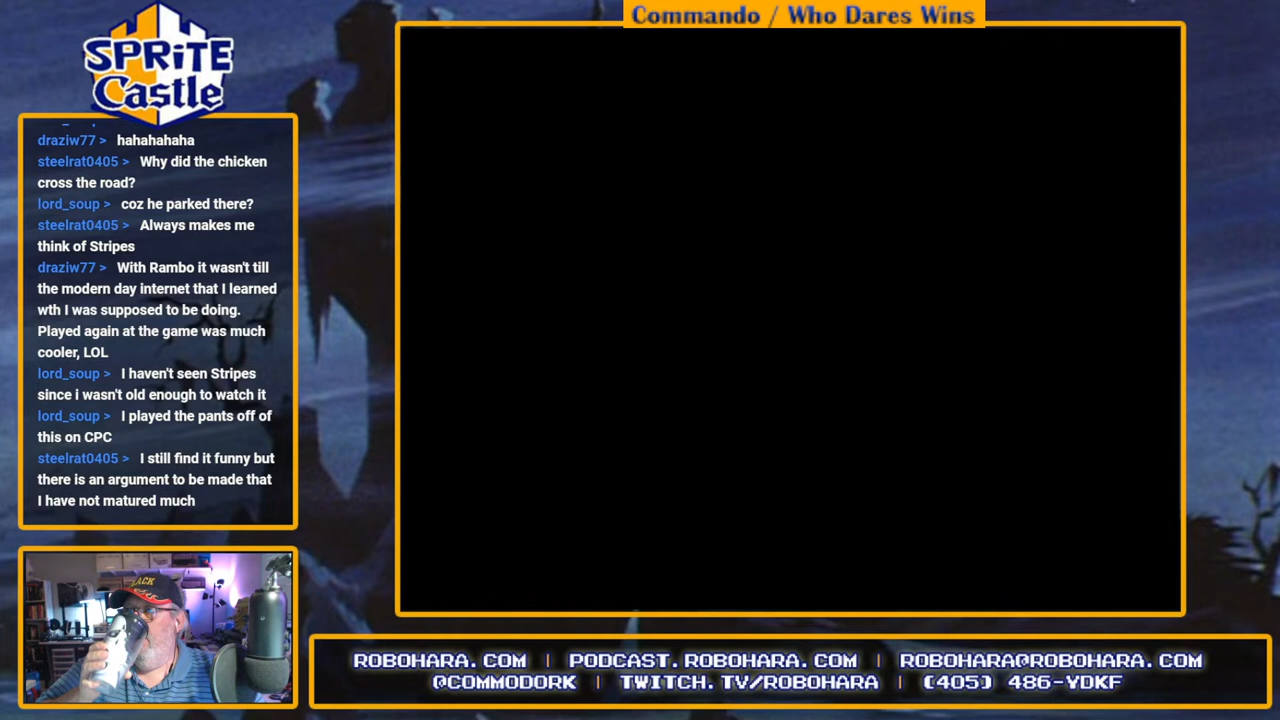 Commando / Who Dares Wins
SPRiTE
Castle
draziw77 > hahahahaha
steelrat0405 > Why did the chicken
cross the road?
lord_soup > coz he parked there?
steelrat0405 > Always makes me
think of Stripes
draziw77 > With Rambo it wasn't till
the modern day internet that I learned
wth I was supposed to be doing.
Played again at the game was much
cooler, LOL
lord_soup > I haven't seen Stripes
since i wasn't old enough to watch it
lord_soup > I played the pants off of
this on CPC
steelrat0405 > I still find it funny but
there is an argument to be made that
I have not matured much
ROBOHARA.COM | PODCAST.ROBOHARA.COM | ROBOHARA@ROBOHARA.COM
@COMMODORK | TWITCH.TV/ROBOHARA | (405) 486-YDKF